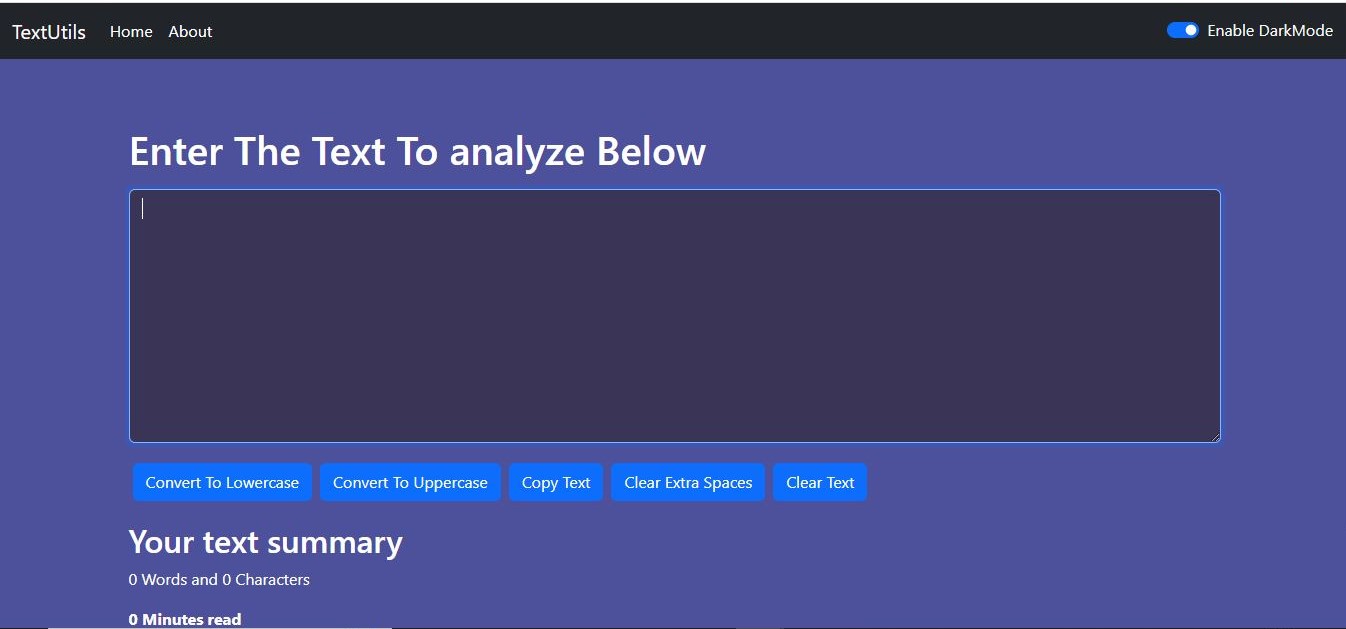 TextUtils Home About Enable DarkMode
Enter The Text To analyze Below
Convert To Lowercase Convert To Uppercase Copy Text Clear Extra Spaces Clear Text
Your text summary
0 Words and 0 Characters
0 Minutes read